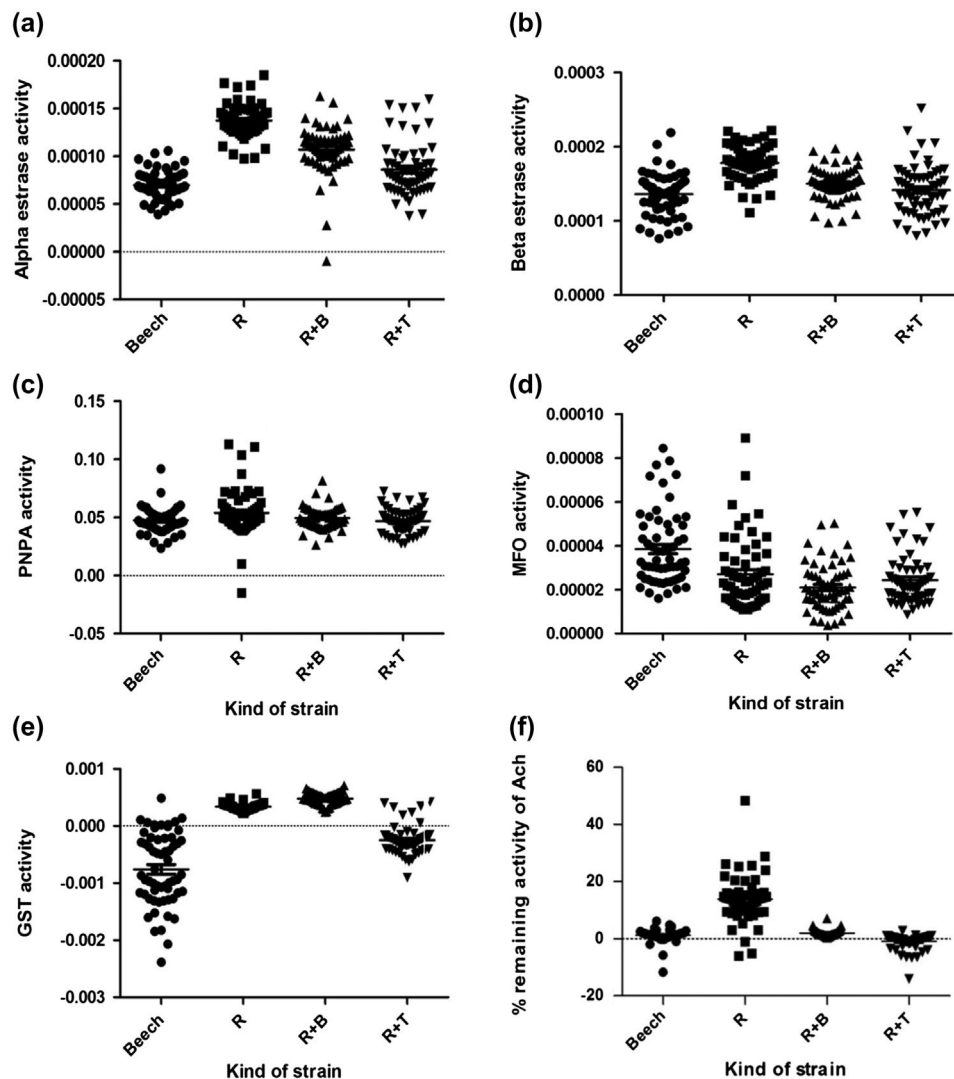 (a)
Alpha estrase activity
0.00020
0.00015
0.00010
0.00005
0.00000
-0.00005
Beech
R
R+B
R+T
(b)
Beta estrase activity
0.0003
0.0002
0.0001
0.0000
Beech
R
R+B
R+T
(c)
PNPA activity
0.15
0.10
0.05
0.00
-0.05
Beech
R
R+B
R+T
Kind of strain
(d)
MFO activity
0.00010
0.00008
0.00006
0.00004
0.00002
0.00000
Beech
R
R+B
R+T
Kind of strain
(e)
GST activity
0.001
0.000
-0.001
-0.002
-0.003
Beech
R
R+B
R+T
Kind of strain
(f)
% remaining activity of Ach
60
40
20
0
-20
Beech
R
R+B
R+T
Kind of strain